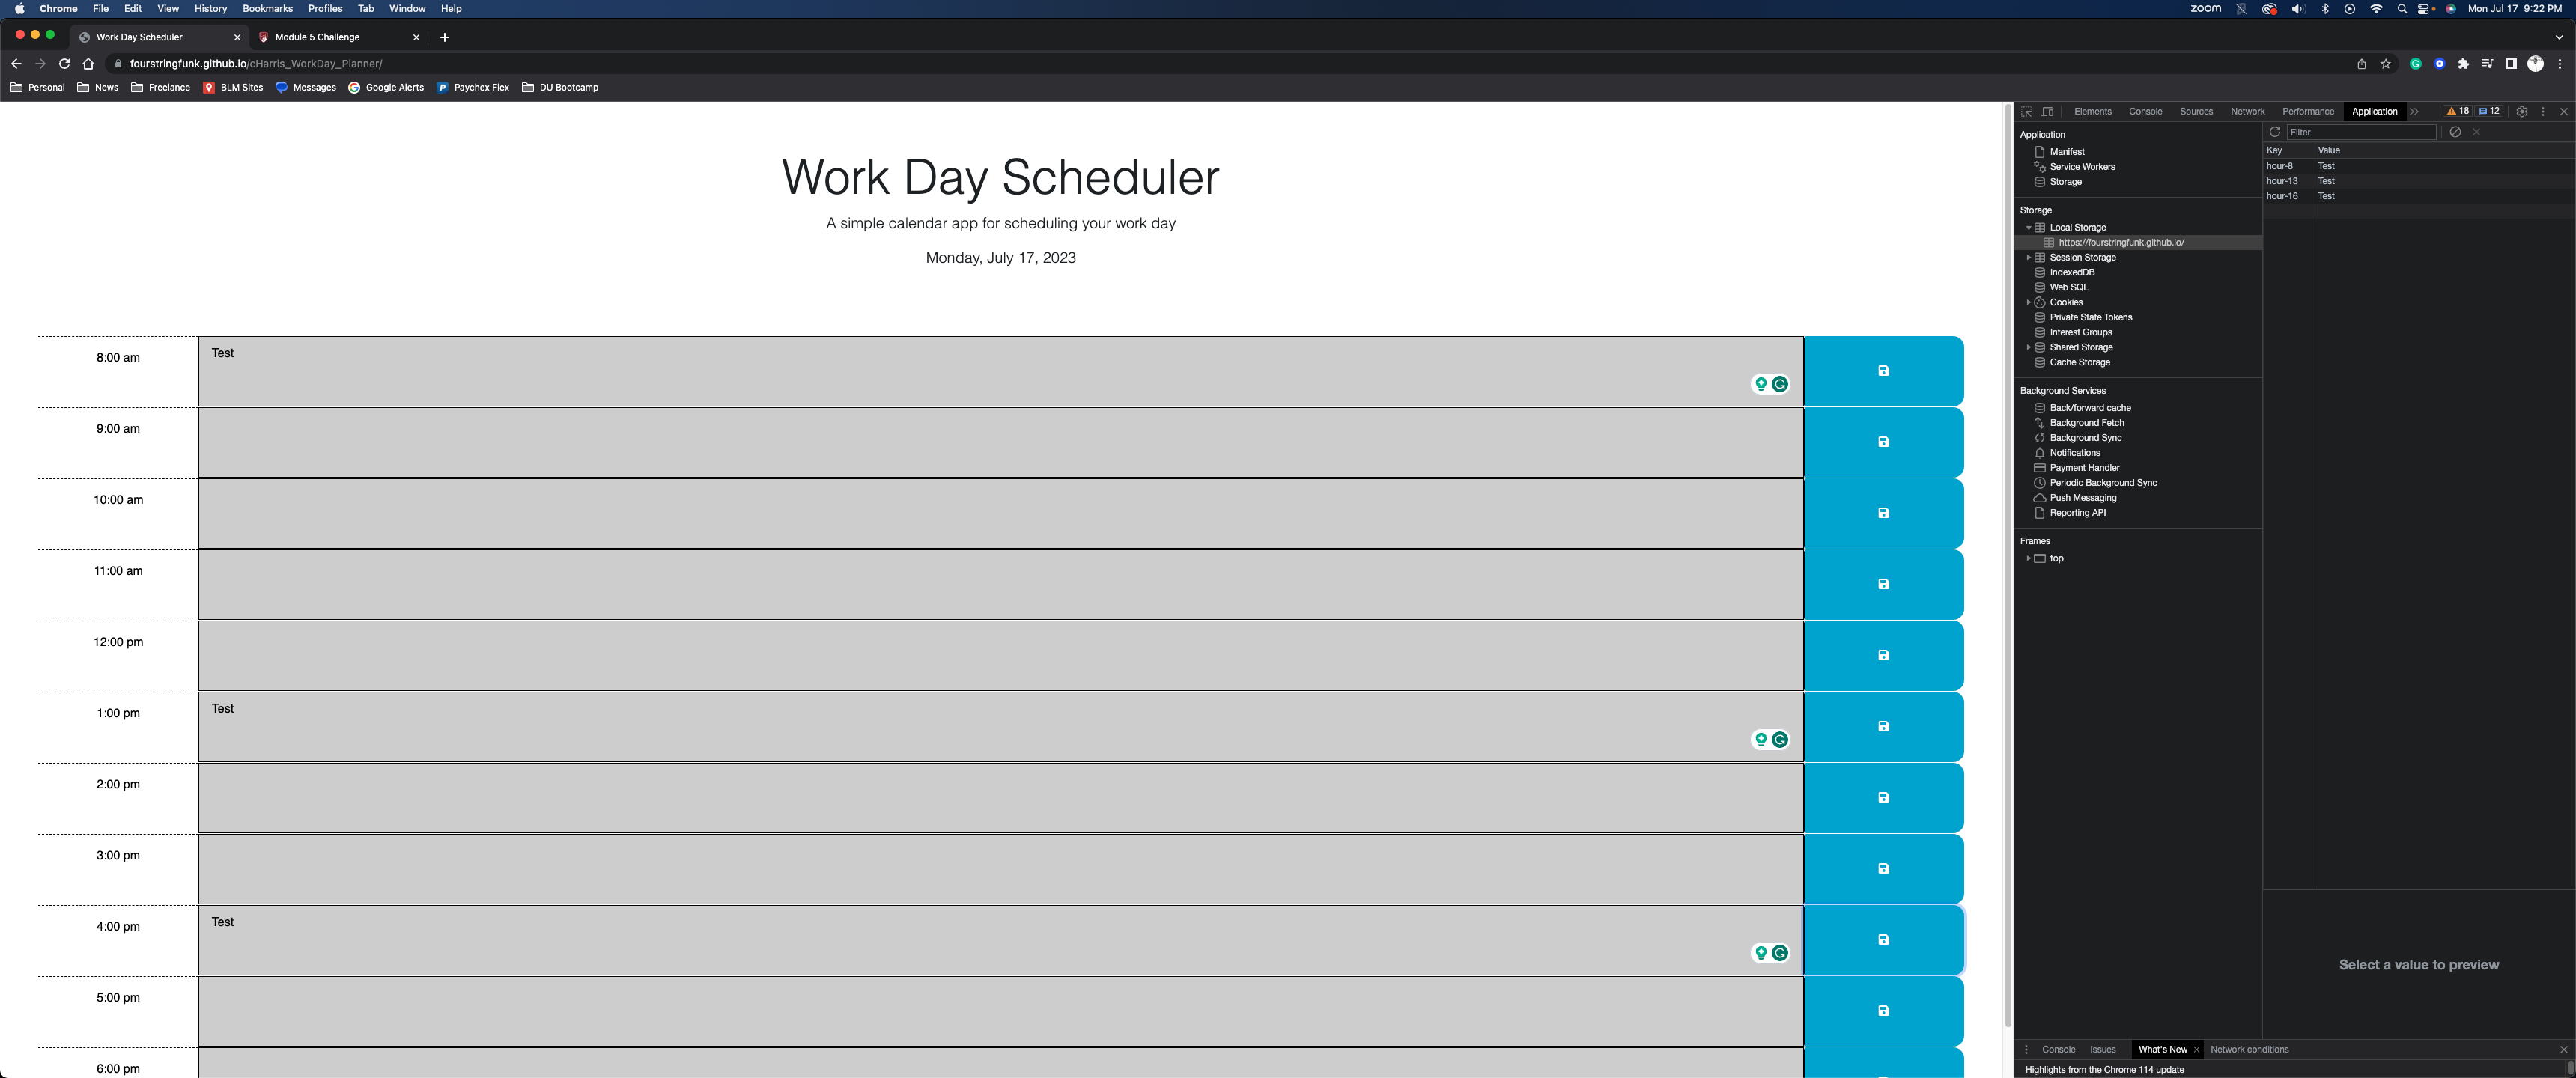 Chrome File Edit View History Bookmarks Profiles Tab Window Help
zoom Mon Jul 17 9:22 PM
Work Day Scheduler
Module 5 Challenge
fourstringfunk.github.io/cHarris_WorkDay_Planner/
Personal News Freelance BLM Sites Messages Google Alerts Paychex Flex DU Bootcamp
Work Day Scheduler
A simple calendar app for scheduling your work day
Monday, July 17, 2023
8:00 am Test
9:00 am
10:00 am
11:00 am
12:00 pm
1:00 pm Test
2:00 pm
3:00 pm
4:00 pm Test
5:00 pm
6:00 pm
Elements Console Sources Network Performance Application 18 12
Application
Manifest
Service Workers
Storage
Storage
Local Storage
https://fourstringfunk.github.io/
Session Storage
IndexedDB
Web SQL
Cookies
Private State Tokens
Interest Groups
Shared Storage
Cache Storage
Background Services
Back/forward cache
Background Fetch
Background Sync
Notifications
Payment Handler
Periodic Background Sync
Push Messaging
Reporting API
Frames
top
Filter
Key Value
hour-8 Test
hour-13 Test
hour-16 Test
Select a value to preview
Console Issues What's New Network conditions
Highlights from the Chrome 114 update